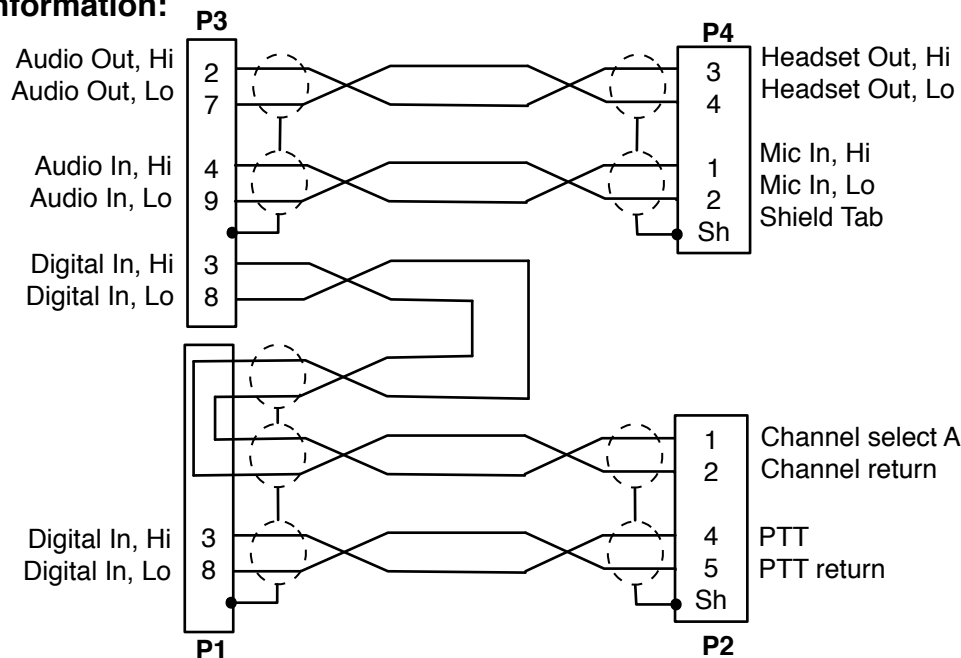 nformation:
P3
P4
Audio Out, Hi 2
Audio Out, Lo 7
3 Headset Out, Hi
4 Headset Out, Lo
Audio In, Hi 4
Audio In, Lo 9
1 Mic In, Hi
2 Mic In, Lo
Sh Shield Tab
Digital In, Hi 3
Digital In, Lo 8
1 Channel select A
2 Channel return
Digital In, Hi 3
Digital In, Lo 8
4 PTT
5 PTT return
Sh
P1
P2